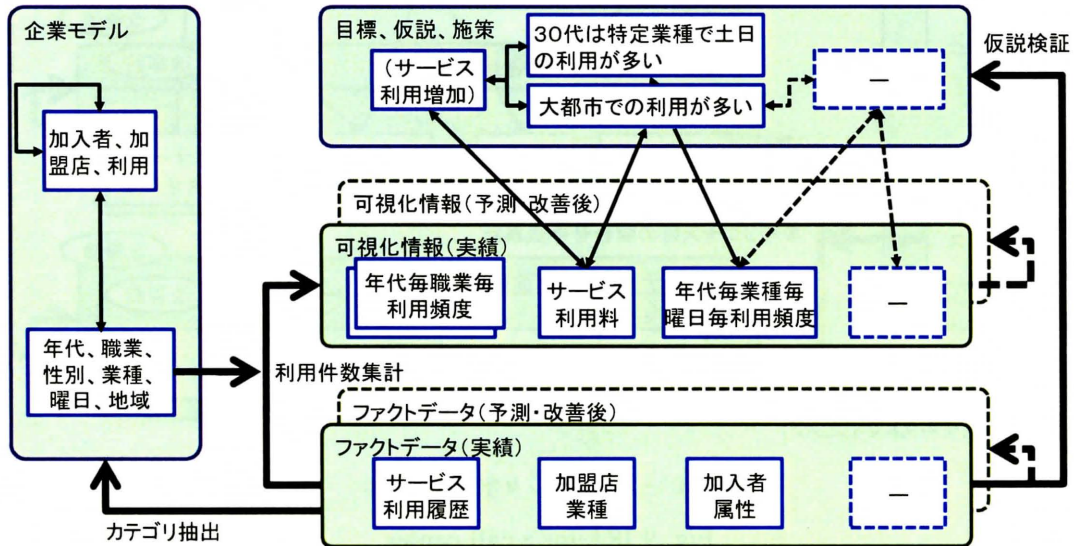 企業モデル
加入者、加
盟店、利用
年代、職業、
性別、業種、
曜日、地域
カテゴリ抽出
利用件数集計
目標、仮説、施策
(サービス
利用増加)
30代は特定業種で土日
の利用が多い
大都市での利用が多い
―
仮説検証
可視化情報(予測・改善後)
可視化情報(実績)
年代毎職業毎
利用頻度
サービス
利用料
年代毎業種毎
曜日毎利用頻度
―
ファクトデータ(予測・改善後)
ファクトデータ(実績)
サービス
利用履歴
加盟店
業種
加入者
属性
―